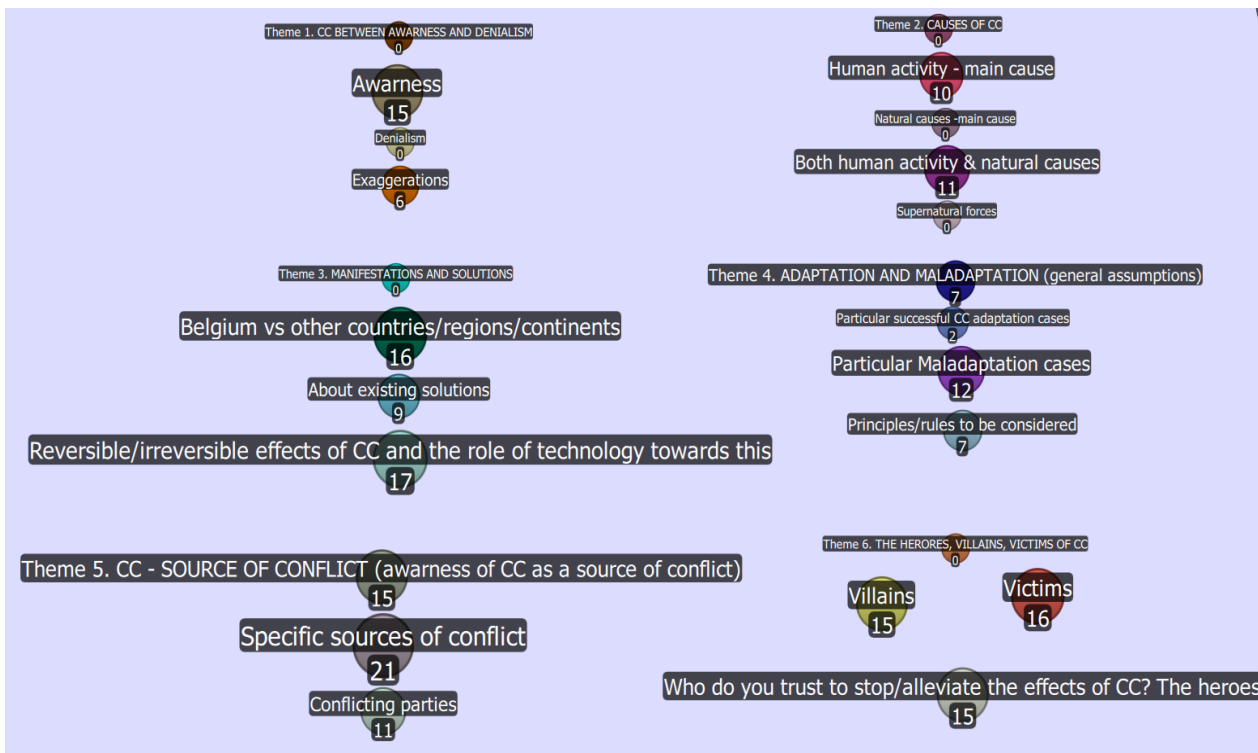 Theme 1. CC BETWEEN AWARNESS AND DENIALISM
0
Awarness
15
Denialism
0
Exaggerations
6
Theme 2. CAUSES OF CC
0
Human activity - main cause
10
Natural causes -main cause
0
Both human activity & natural causes
11
Supernatural forces
0
Theme 3. MANIFESTATIONS AND SOLUTIONS
0
Belgium vs other countries/regions/continents
16
About existing solutions
9
Reversible/irreversible effects of CC and the role of technology towards this
17
Theme 4. ADAPTATION AND MALADAPTATION (general assumptions)
7
Particular successful CC adaptation cases
2
Particular Maladaptation cases
12
Principles/rules to be considered
7
Theme 5. CC - SOURCE OF CONFLICT (awarness of CC as a source of conflict)
15
Specific sources of conflict
21
Conflicting parties
11
Theme 6. THE HERORES, VILLAINS, VICTIMS OF CC
0
Villains
15
Victims
16
Who do you trust to stop/alleviate the effects of CC? The heroes
15